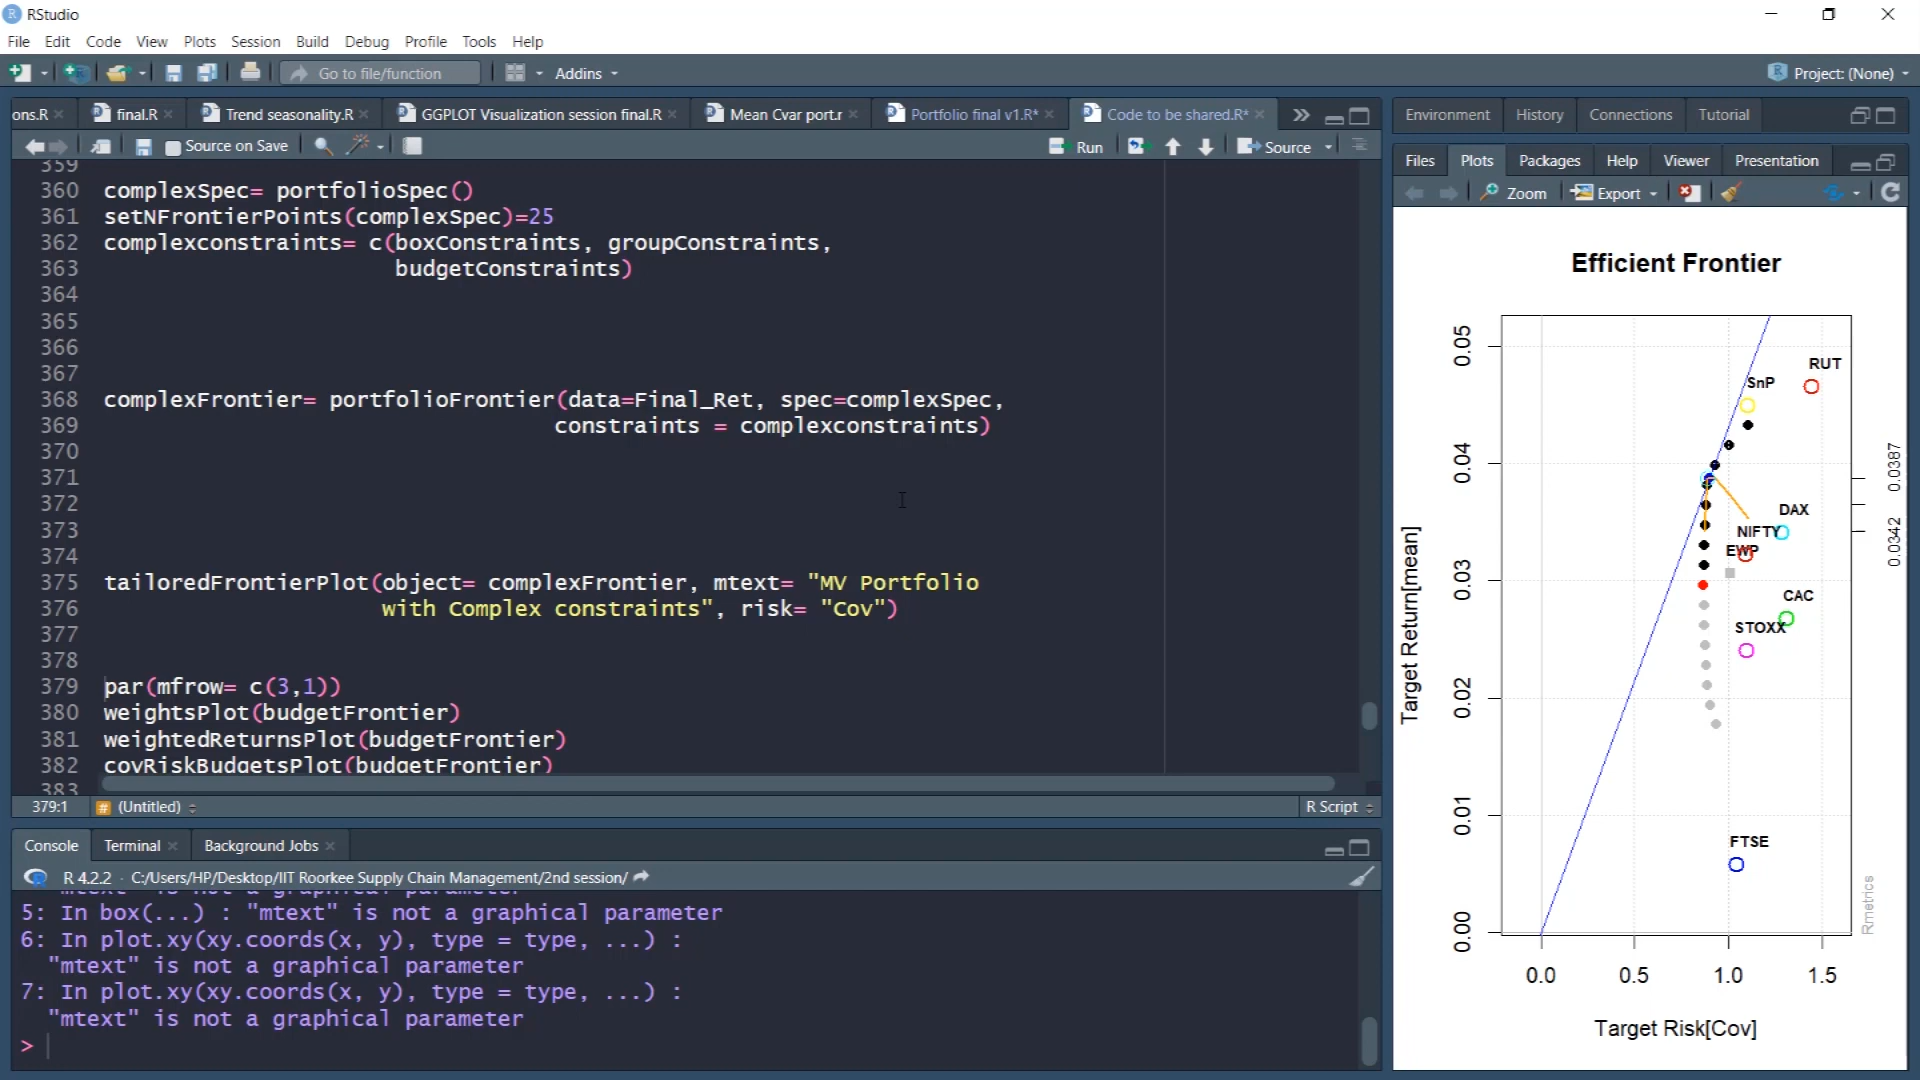 RStudio
File Edit Code View Plots Session Build Debug Profile Tools Help
Go to file/function Addins Project: (None)
ons.R final.R Trend seasonality.R GGPLOT Visualization session final.R Mean Cvar port.r Portfolio final v1.R* Code to be shared.R*
Source on Save Run Source
359
360 complexSpec= portfolioSpec()
361 setNFrontierPoints(complexSpec)=25
362 complexconstraints= c(boxConstraints, groupConstraints,
363 budgetConstraints)
364
365
366
367
368 complexFrontier= portfolioFrontier(data=Final_Ret, spec=complexSpec,
369 constraints = complexconstraints)
370
371
372
373
374
375 tailoredFrontierPlot(object= complexFrontier, mtext= "MV Portfolio
376 with Complex constraints", risk= "Cov")
377
378
379 par(mfrow= c(3,1))
380 weightsPlot(budgetFrontier)
381 weightedReturnsPlot(budgetFrontier)
382 covRiskBudgetsPlot(budgetFrontier)
383
379:1 # (Untitled) R Script
Console Terminal Background Jobs
R 4.2.2 · C:/Users/HP/Desktop/IIT Roorkee Supply Chain Management/2nd session/
"mtext" is not a graphical parameter
5: In box(...) : "mtext" is not a graphical parameter
6: In plot.xy(xy.coords(x, y), type = type, ...) :
"mtext" is not a graphical parameter
7: In plot.xy(xy.coords(x, y), type = type, ...) :
"mtext" is not a graphical parameter
>
Environment History Connections Tutorial
Files Plots Packages Help Viewer Presentation
Zoom Export
Efficient Frontier
Target Return[mean]
0.05
0.04
0.03
0.02
0.01
0.00
RUT
SnP
DAX
NIFTY
EWP
CAC
STOXX
FTSE
0.0387
0.0342
Rmetrics
0.0 0.5 1.0 1.5
Target Risk[Cov]